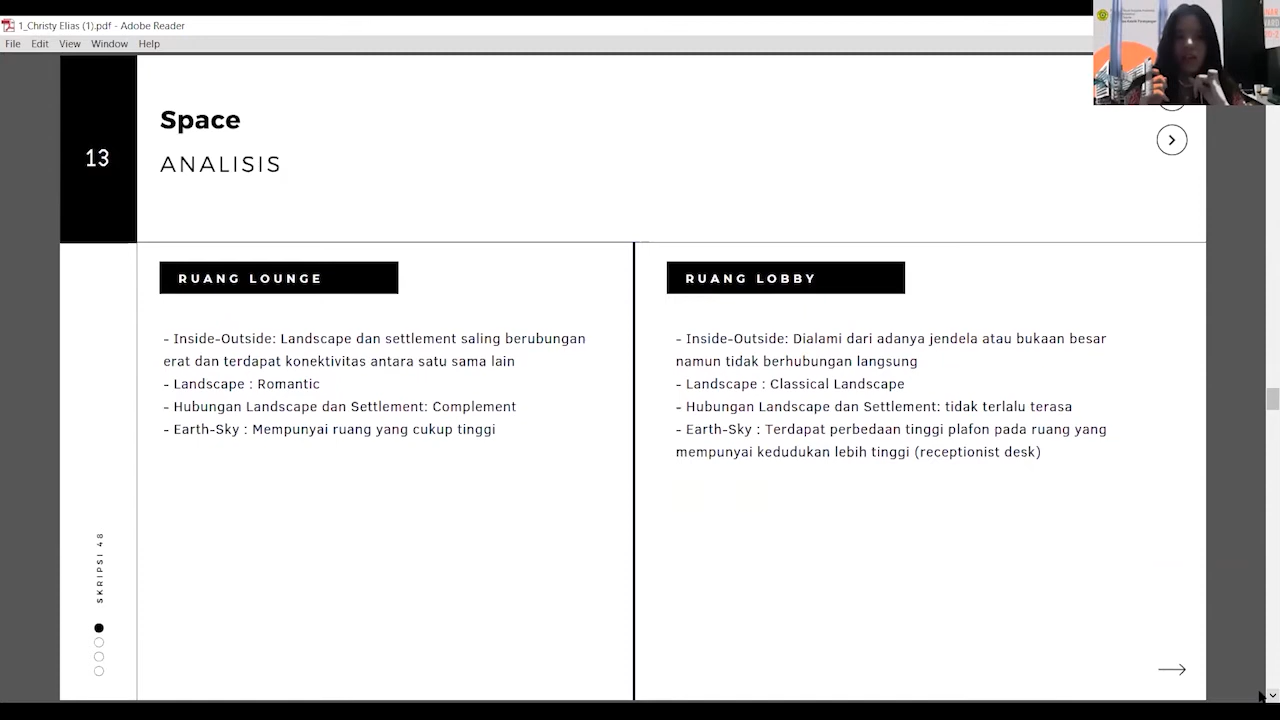 1_Christy Elias (1).pdf - Adobe Reader
File Edit View Window Help
13
Space
ANALISIS
RUANG LOUNGE
- Inside-Outside: Landscape dan settlement saling berubungan
erat dan terdapat konektivitas antara satu sama lain
- Landscape : Romantic
- Hubungan Landscape dan Settlement: Complement
- Earth-Sky : Mempunyai ruang yang cukup tinggi
RUANG LOBBY
- Inside-Outside: Dialami dari adanya jendela atau bukaan besar
namun tidak berhubungan langsung
- Landscape : Classical Landscape
- Hubungan Landscape dan Settlement: tidak terlalu terasa
- Earth-Sky : Terdapat perbedaan tinggi plafon pada ruang yang
mempunyai kedudukan lebih tinggi (receptionist desk)
SKRIPSI 48